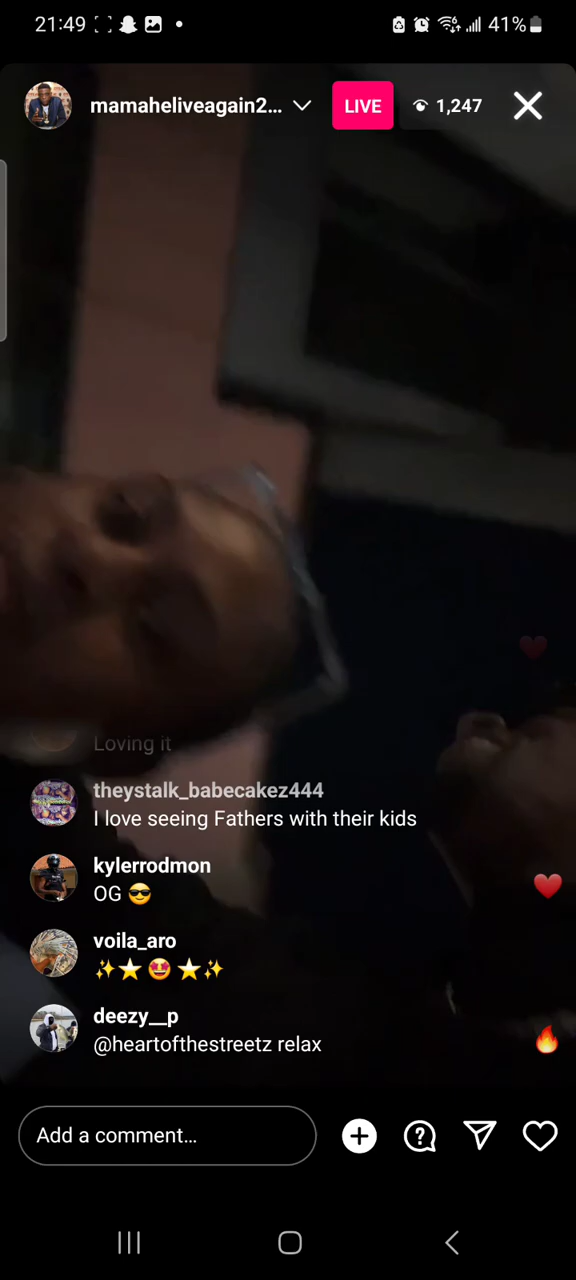 21:49
41%
mamaheliveagain2...
LIVE
1,247
Loving it
theystalk_babecakez444
I love seeing Fathers with their kids
kylerrodmon
OG 😎
voila_aro
✨⭐🤩⭐✨
deezy__p
@heartofthestreetz relax
Add a comment...